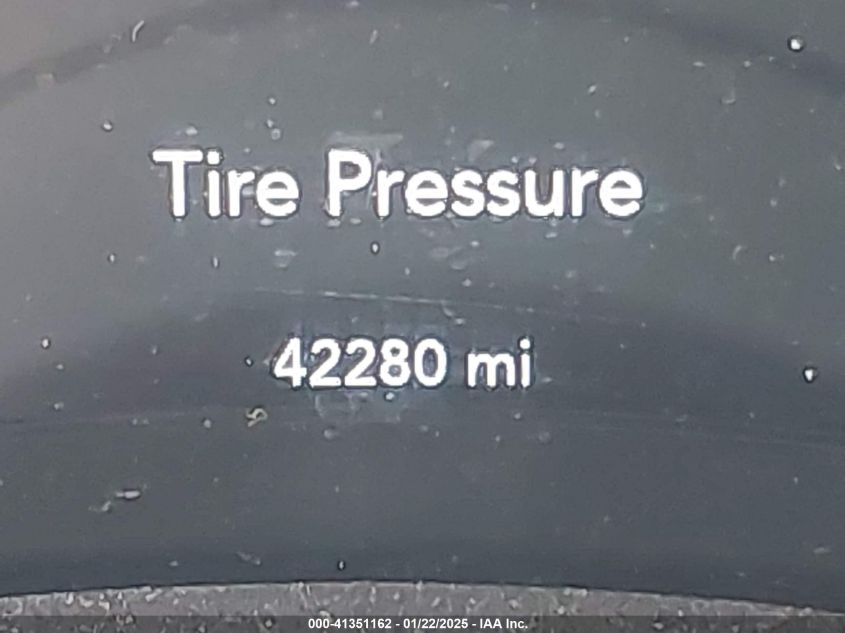 Tire Pressure
42280 mi
000-41351162 - 01/22/2025 - IAA Inc.